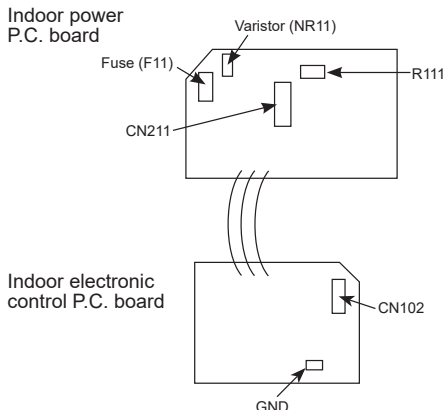 Indoor power
P.C. board
Varistor (NR11)
Fuse (F11)
R111
CN211
Indoor electronic
control P.C. board
CN102
GND